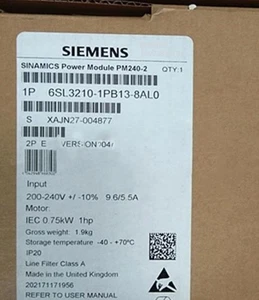 SIEMENS
SINAMICS Power Module PM240-2 QTY:1
1P 6SL3210-1PB13-8AL0
S XAJN27-004877
2P E VERSION 04/
Input
200-240V +/-10% 9.6/5.5A
Motor:
IEC 0.75kW 1hp
Gross weight: 1.9kg
Storage temperature -40 - +70°C
IP20
Line Filter Class A
Made in the United Kingdom
202171171956
REFER TO USER MANUAL